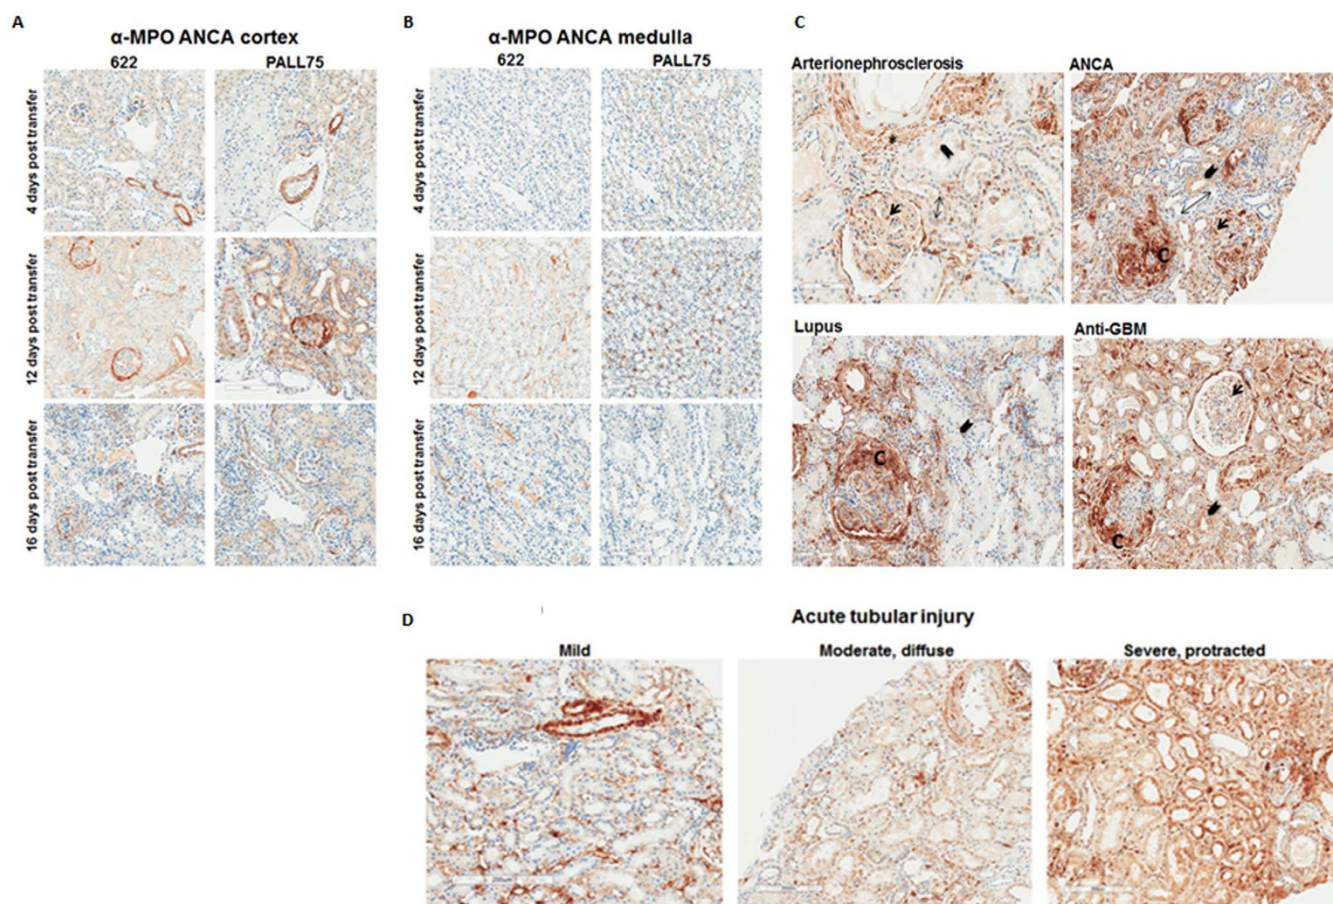 A
α-MPO ANCA cortex
622 PALL75
4 days post transfer
12 days post transfer
16 days post transfer
B
α-MPO ANCA medulla
622 PALL75
4 days post transfer
12 days post transfer
16 days post transfer
C
Arterionephrosclerosis ANCA
*
C
Lupus Anti-GBM
C
C
D
Acute tubular injury
Mild Moderate, diffuse Severe, protracted